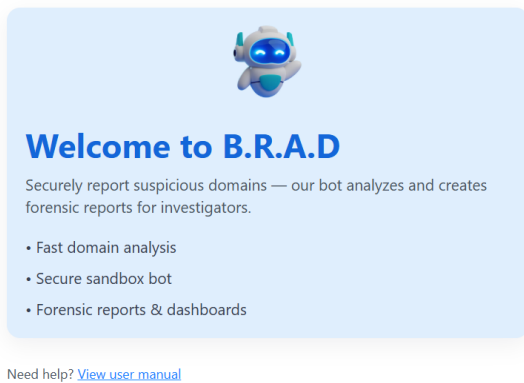 Welcome to B.R.A.D
Securely report suspicious domains — our bot analyzes and creates
forensic reports for investigators.
• Fast domain analysis
• Secure sandbox bot
• Forensic reports & dashboards
Need help? View user manual